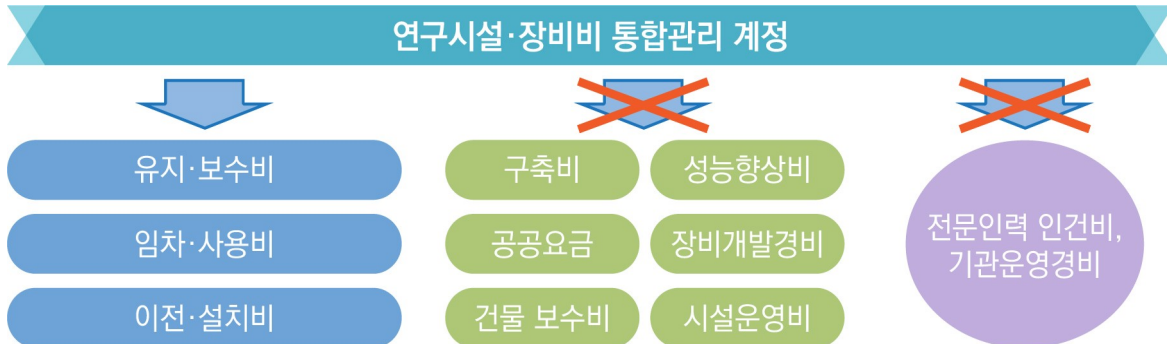 연구시설·장비비 통합관리 계정
유지·보수비
임차·사용비
이전·설치비
구축비
성능향상비
공공요금
장비개발경비
건물 보수비
시설운영비
전문인력 인건비,
기관운영경비